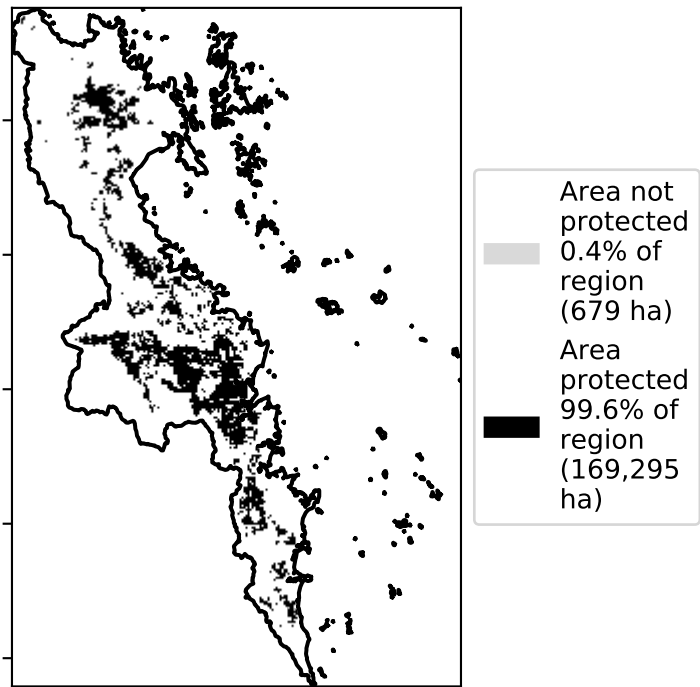 Area not
protected
0.4% of
region
(679 ha)
Area
protected
99.6% of
region
(169,295
ha)